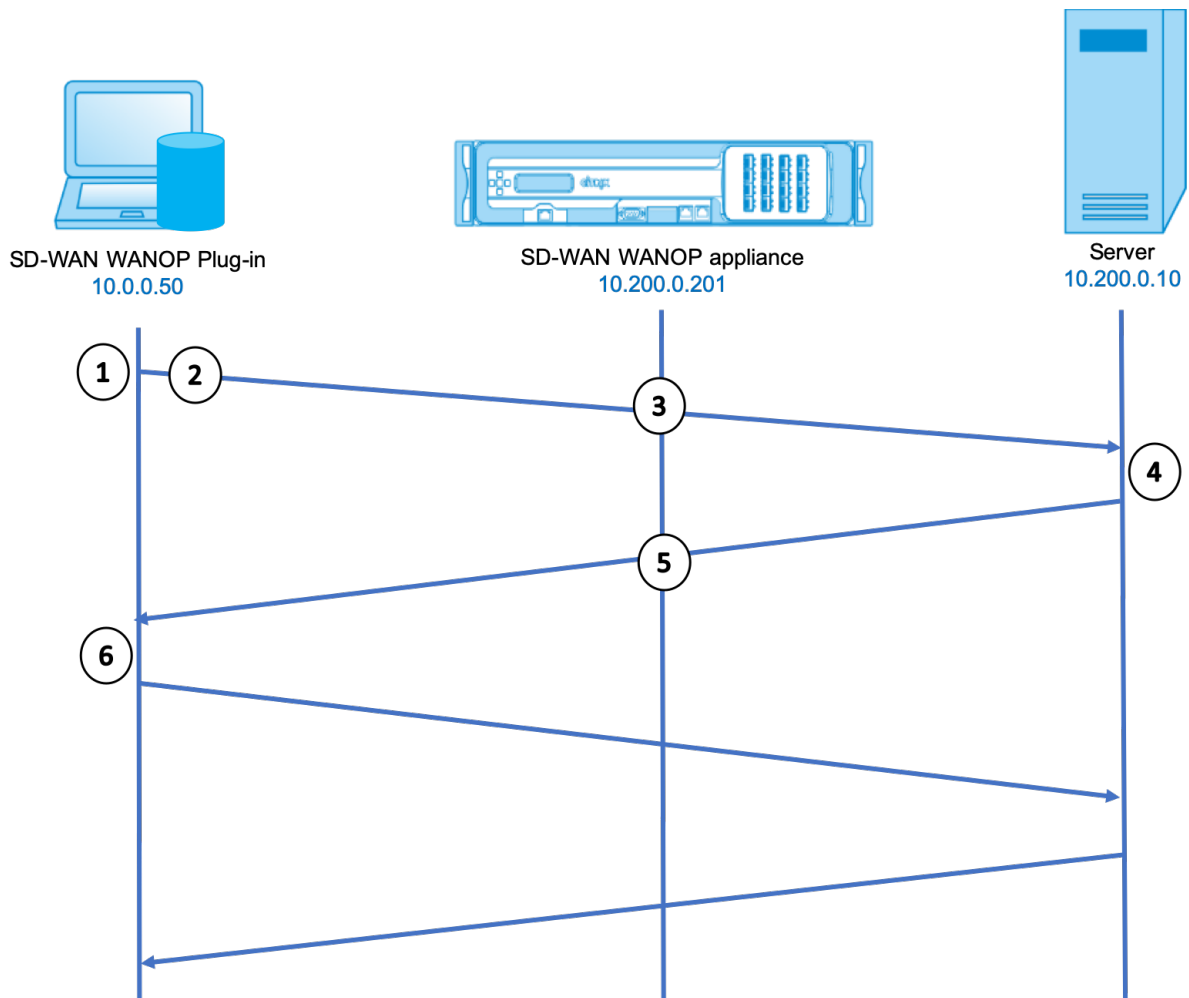 citrix
SD-WAN WANOP Plug-in
10.0.0.50
SD-WAN WANOP appliance
10.200.0.201
Server
10.200.0.10
1
2
3
4
5
6